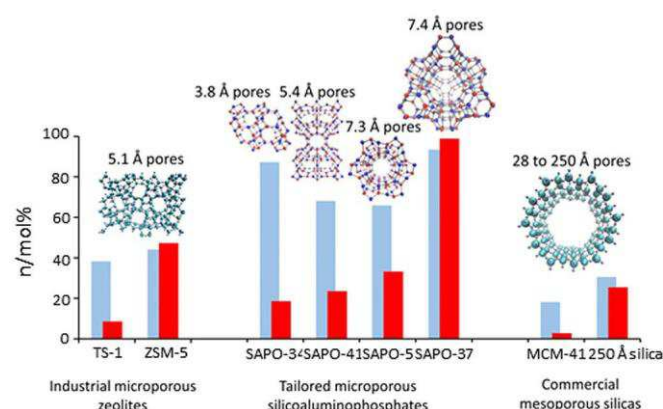 7.4 Å pores
3.8 Å pores
5.4 Å pores
7.3 Å pores
5.1 Å pores
28 to 250 Å pores
n/mol%
100
80
60
40
20
0
TS-1
ZSM-5
SAPO-34
SAPO-41
SAPO-5
SAPO-37
MCM-41
250 Å silica
Industrial microporous
zeolites
Tailored microporous
silicoaluminophosphates
Commercial
mesoporous silicas